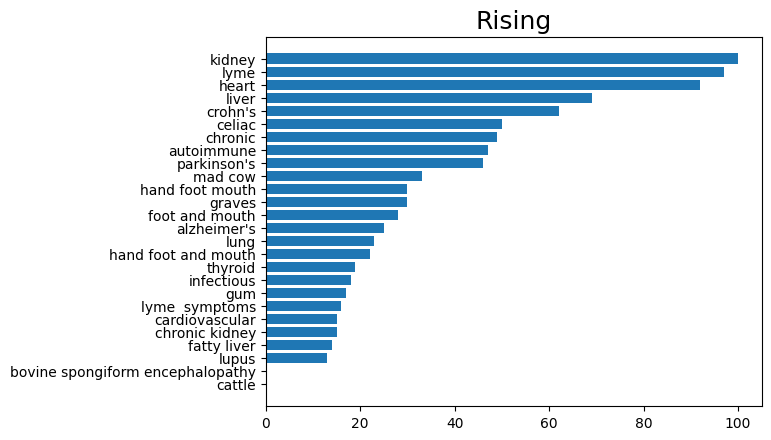 Rising
kidney
lyme
heart
liver
crohn's
celiac
chronic
autoimmune
parkinson's
mad cow
hand foot mouth
graves
foot and mouth
alzheimer's
lung
hand foot and mouth
thyroid
infectious
gum
lyme  symptoms
cardiovascular
chronic kidney
fatty liver
lupus
bovine spongiform encephalopathy
cattle
0 20 40 60 80 100